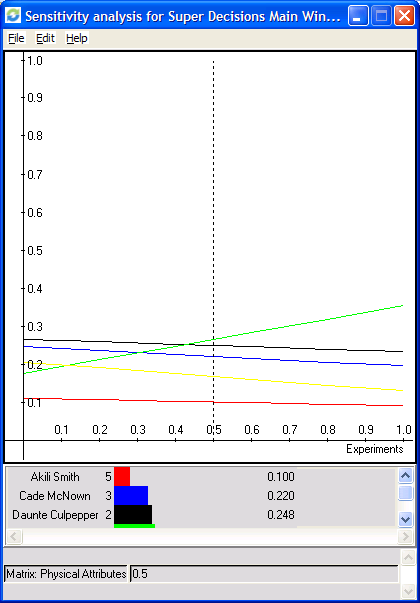 Sensitivity analysis for Super Decisions Main Win...
File Edit Help
1.0
0.9
0.8
0.7
0.6
0.5
0.4
0.3
0.2
0.1
0.1 0.2 0.3 0.4 0.5 0.6 0.7 0.8 0.9 1.0
Experiments
Akili Smith 5 0.100
Cade McNown 3 0.220
Daunte Culpepper 2 0.248
Matrix: Physical Attributes 0.5